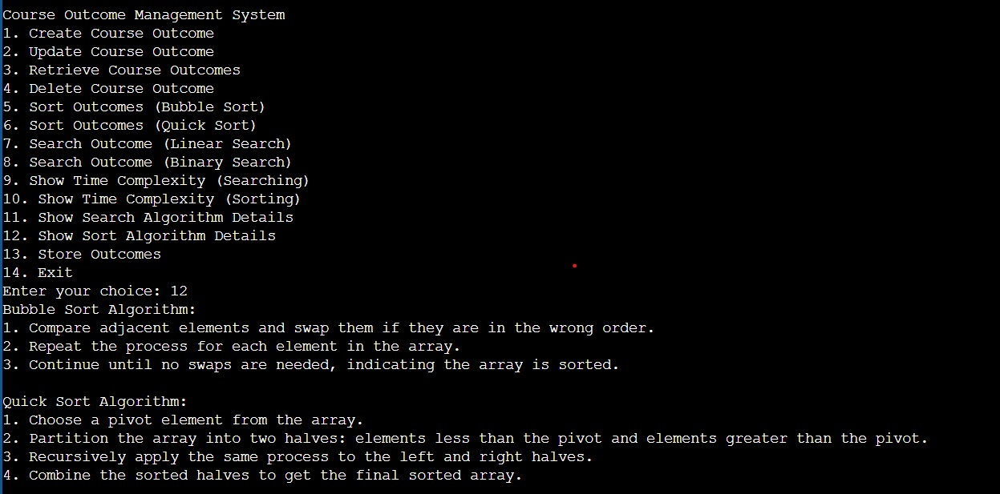 Course Outcome Management System
1. Create Course Outcome
2. Update Course Outcome
3. Retrieve Course Outcomes
4. Delete Course Outcome
5. Sort Outcomes (Bubble Sort)
6. Sort Outcomes (Quick Sort)
7. Search Outcome (Linear Search)
8. Search Outcome (Binary Search)
9. Show Time Complexity (Searching)
10. Show Time Complexity (Sorting)
11. Show Search Algorithm Details
12. Show Sort Algorithm Details
13. Store Outcomes
14. Exit
Enter your choice: 12
Bubble Sort Algorithm:
1. Compare adjacent elements and swap them if they are in the wrong order.
2. Repeat the process for each element in the array.
3. Continue until no swaps are needed, indicating the array is sorted.
Quick Sort Algorithm:
1. Choose a pivot element from the array.
2. Partition the array into two halves: elements less than the pivot and elements greater than the pivot.
3. Recursively apply the same process to the left and right halves.
4. Combine the sorted halves to get the final sorted array.